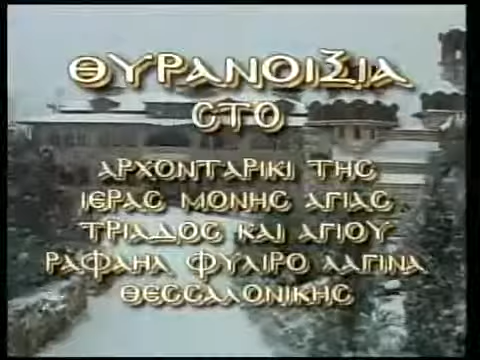 ΘΥΡΑΝΟΙΞΙΑ
ΣΤΟ
ΑΡΧΟΝΤΑΡΙΚΙ ΤΗΣ
ΙΕΡΑΣ ΜΟΝΗΣ ΑΓΙΑΣ
ΤΡΙΑΔΟΣ ΚΑΙ ΑΓΙΟΥ
ΡΑΦΑΗΛ ΦΥΛΙΡΟ ΛΑΓΙΝΑ
ΘΕΣΣΑΛΟΝΙΚΗΣ